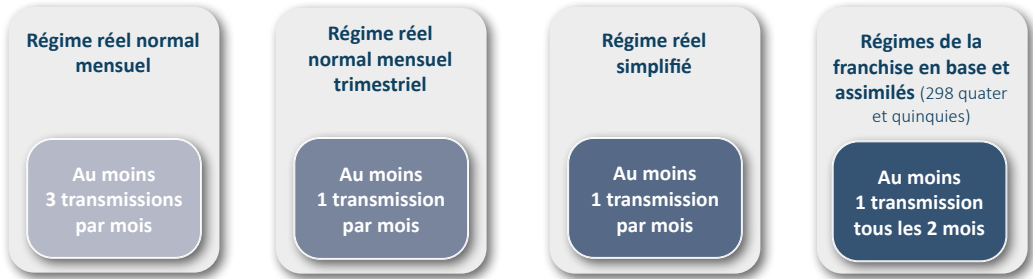 Régime réel normal
mensuel
Au moins
3 transmissions
par mois
Régime réel
normal mensuel
trimestriel
Au moins
1 transmission
par mois
Régime réel
simplifié
Au moins
1 transmission
par mois
Régimes de la
franchise en base et
assimilés (298 quater
et quinquies)
Au moins
1 transmission
tous les 2 mois